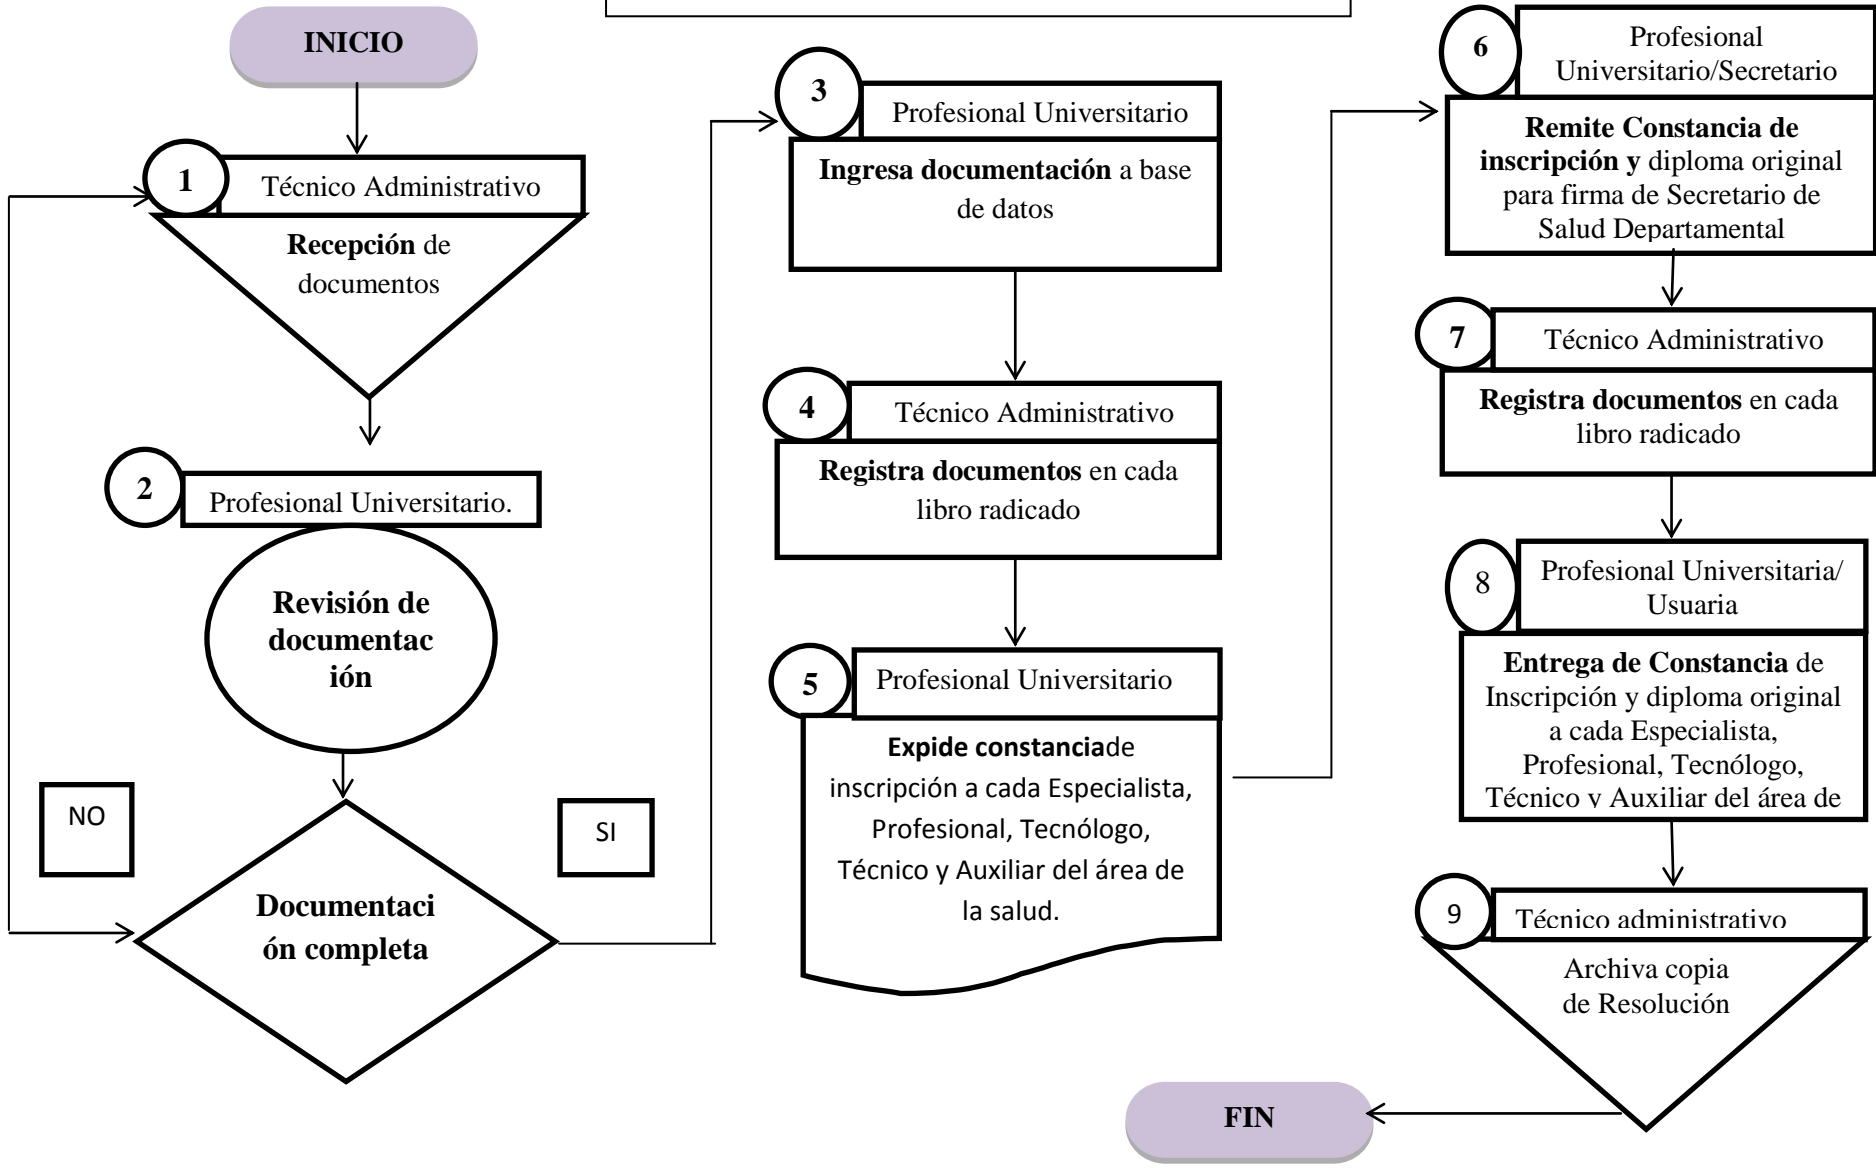 INICIO
1
Técnico Administrativo
Recepción de
documentos
2
Profesional Universitario.
Revisión de
documentac
ión
NO
SI
Documentaci
ón completa
3
Profesional Universitario
Ingresa documentación a base
de datos
4
Técnico Administrativo
Registra documentos en cada
libro radicado
5
Profesional Universitario
Expide constanciade
inscripción a cada Especialista,
Profesional, Tecnólogo,
Técnico y Auxiliar del área de
la salud.
6
Profesional
Universitario/Secretario
Remite Constancia de
inscripción y diploma original
para firma de Secretario de
Salud Departamental
7
Técnico Administrativo
Registra documentos en cada
libro radicado
8
Profesional Universitaria/
Usuaria
Entrega de Constancia de
Inscripción y diploma original
a cada Especialista,
Profesional, Tecnólogo,
Técnico y Auxiliar del área de
9
Técnico administrativo
Archiva copia
de Resolución
FIN